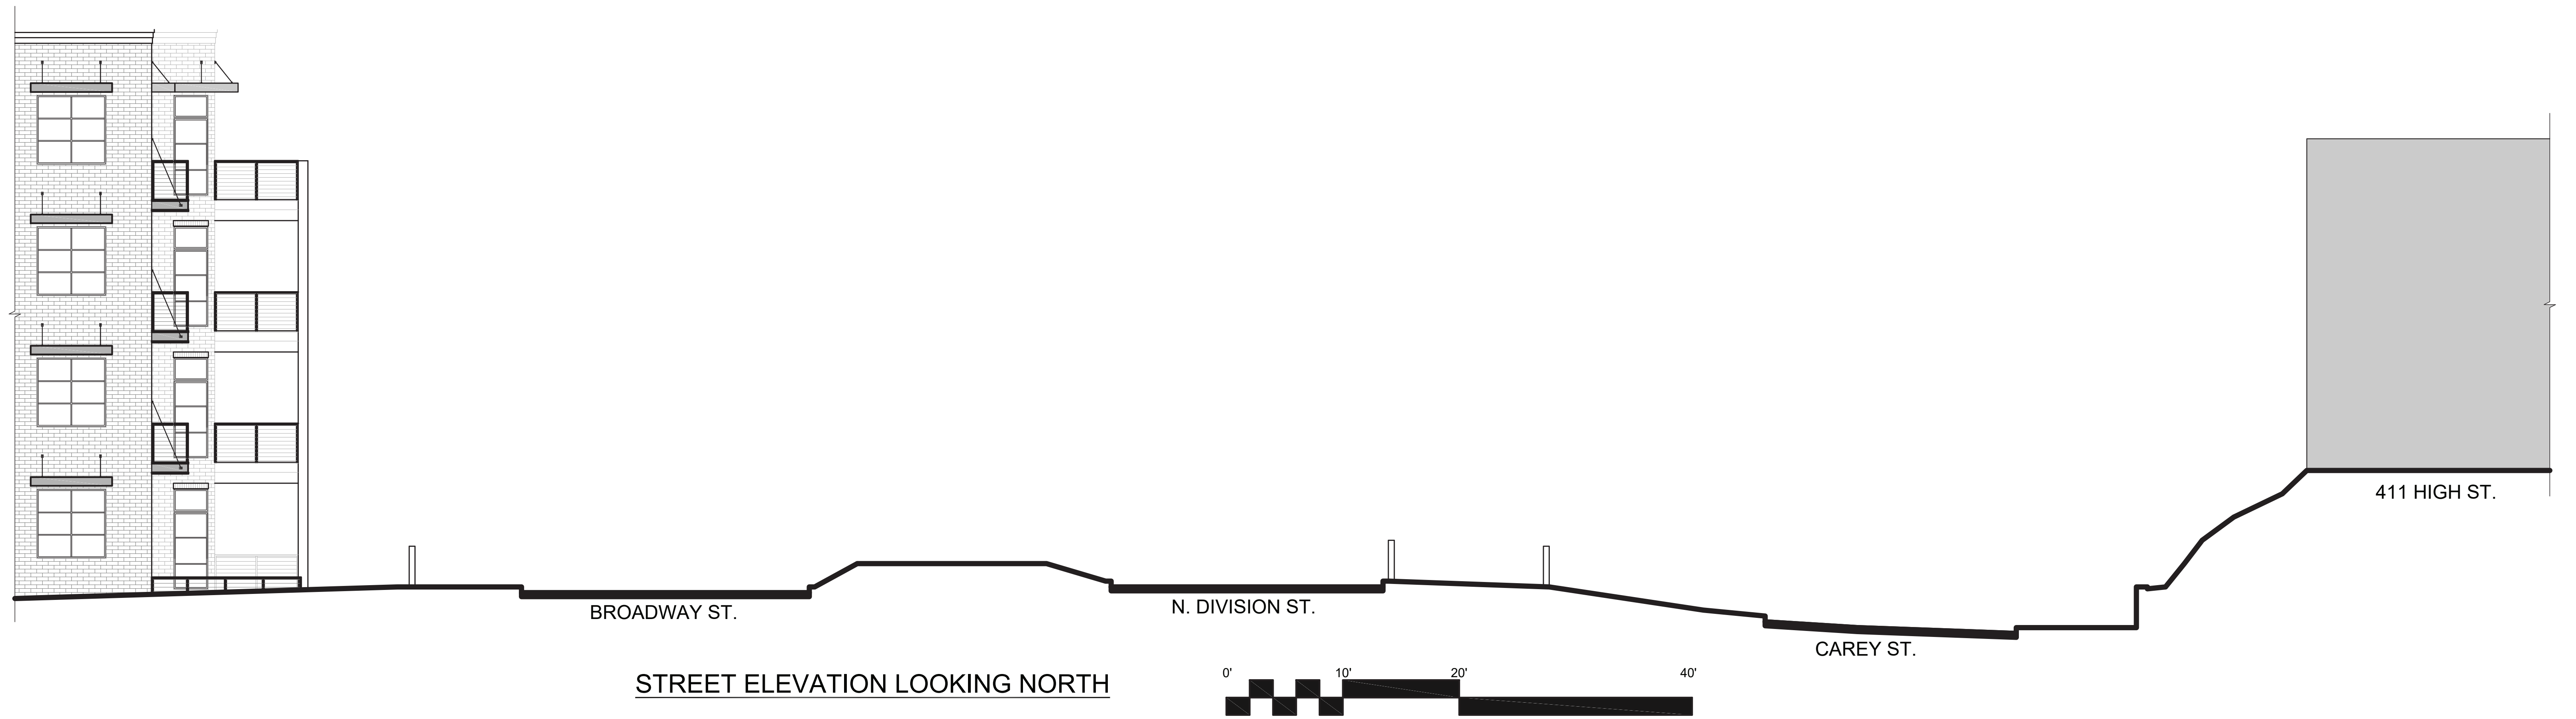 411 HIGH ST.
BROADWAY ST.
N. DIVISION ST.
CAREY ST.
STREET ELEVATION LOOKING NORTH
0' 10' 20' 40'